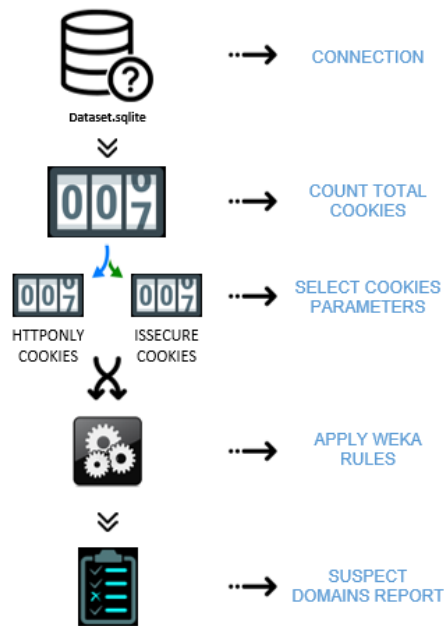 CONNECTION
Dataset.sqlite
007
COUNT TOTAL
COOKIES
007
007
SELECT COOKIES
PARAMETERS
HTTPONLY
COOKIES
ISSECURE
COOKIES
APPLY WEKA
RULES
SUSPECT
DOMAINS REPORT